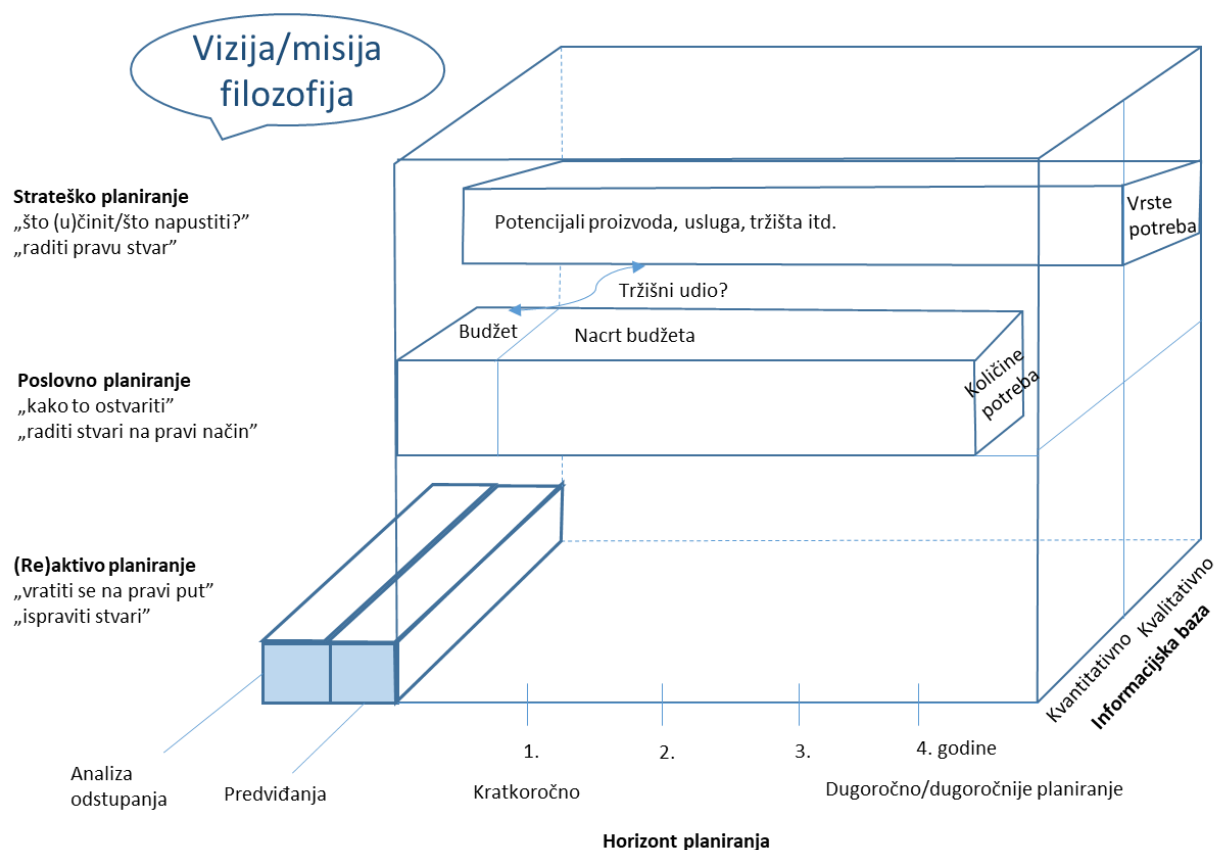 Vizija/misija
filozofija
Strateško planiranje
„što (u)činit/što napustiti?”
„raditi pravu stvar”
Potencijali proizvoda, usluga, tržišta itd.
Vrste
potreba
Tržišni udio?
Budžet
Nacrt budžeta
Količine
potreba
Poslovno planiranje
„kako to ostvariti”
„raditi stvari na pravi način”
(Re)aktivo planiranje
„vratiti se na pravi put”
„ispraviti stvari”
Kvantitativno
Kvalitativno
Informacijska baza
1.
2.
3.
4. godine
Analiza
odstupanja
Predviđanja
Kratkoročno
Dugoročno/dugoročnije planiranje
Horizont planiranja